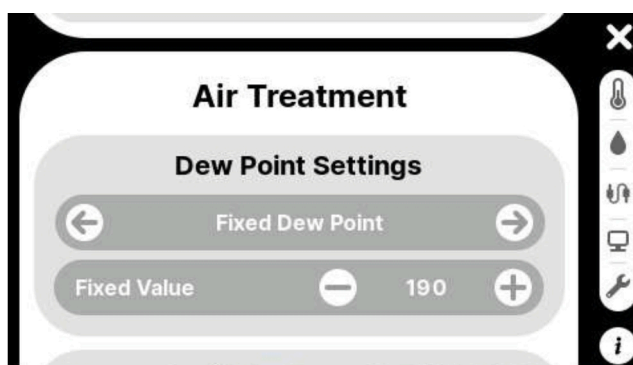 Air Treatment
Dew Point Settings
Fixed Dew Point
Fixed Value 190
i